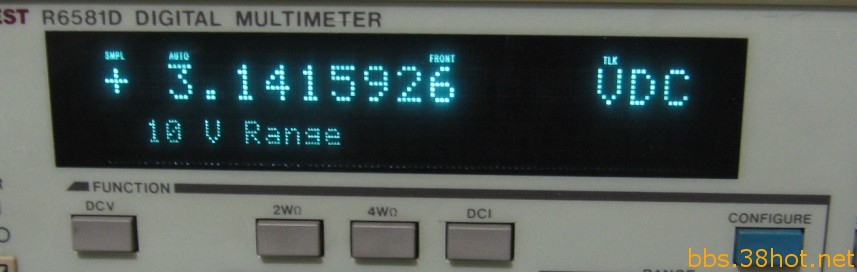 EST R6581D DIGITAL MULTIMETER
SMPL AUTO FRONT TLK
+ 3.1415926 VDC
10 V Range
FUNCTION
DCV 2WΩ 4WΩ DCI CONFIGURE
RANGE
bbs.38hot.net